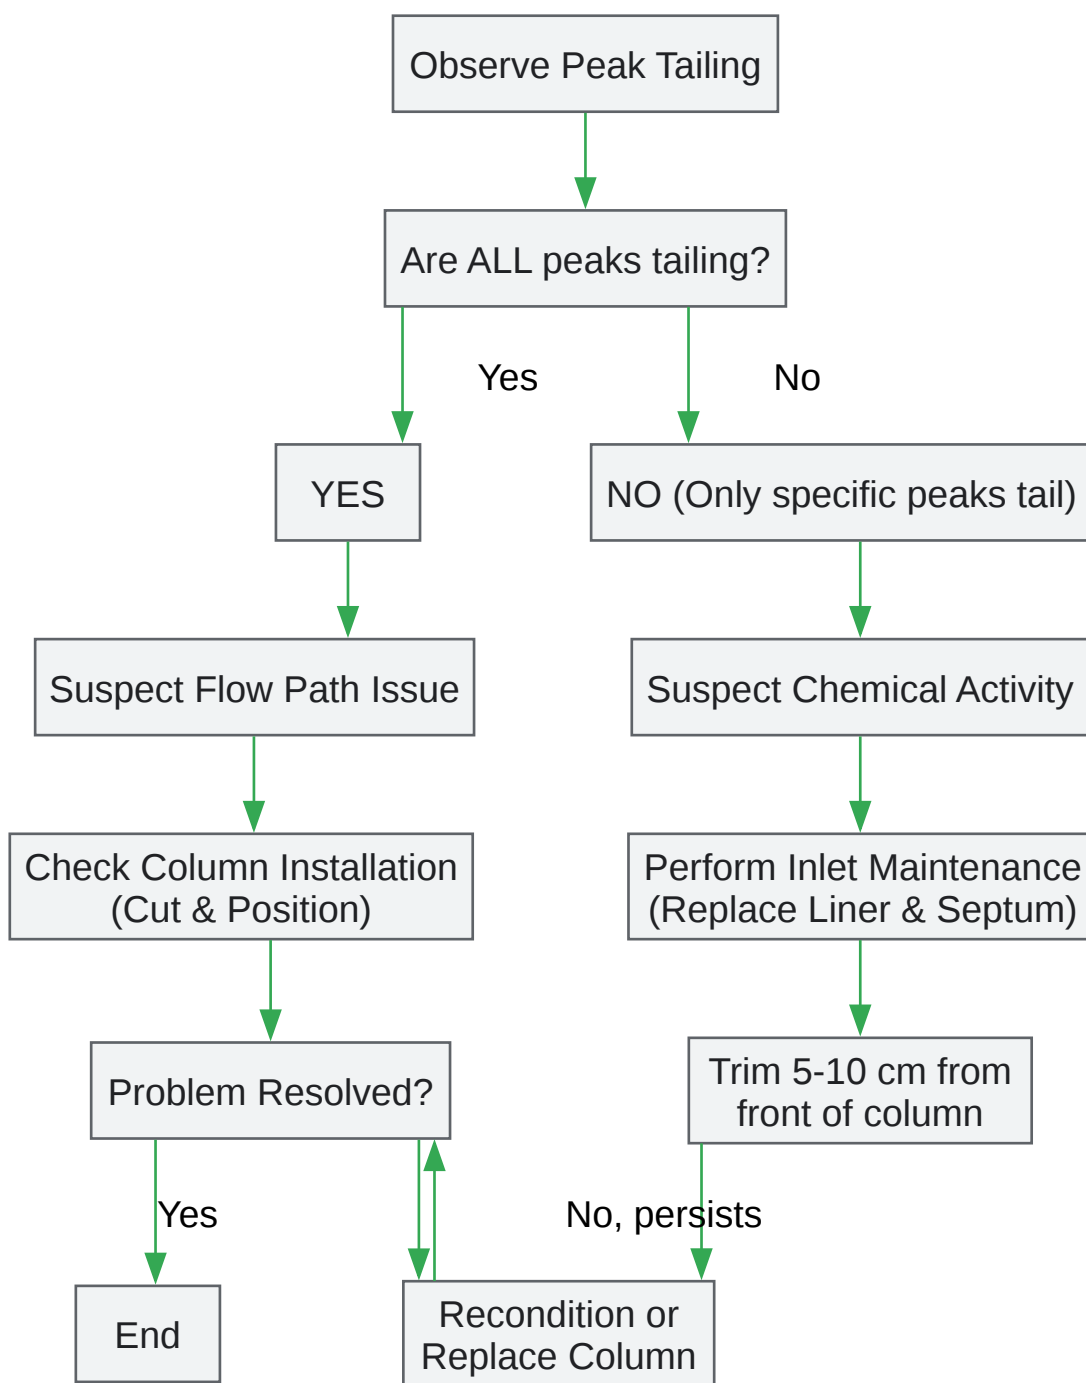 Observe Peak Tailing
Are ALL peaks tailing?
Yes
No
YES
NO (Only specific peaks tail)
Suspect Flow Path Issue
Suspect Chemical Activity
Check Column Installation
(Cut & Position)
Perform Inlet Maintenance
(Replace Liner & Septum)
Problem Resolved?
Trim 5-10 cm from
front of column
Yes
No, persists
End
Recondition or
Replace Column